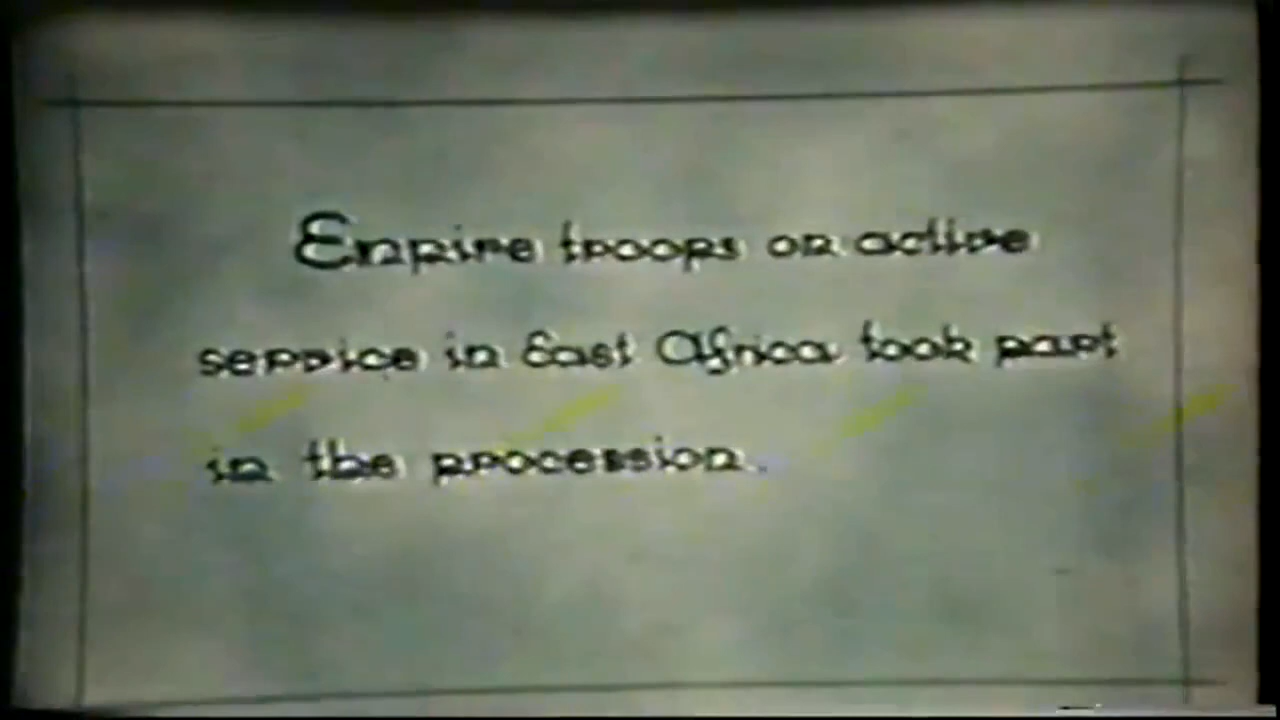 Empire troops on active
service in East Africa took part
in the procession.